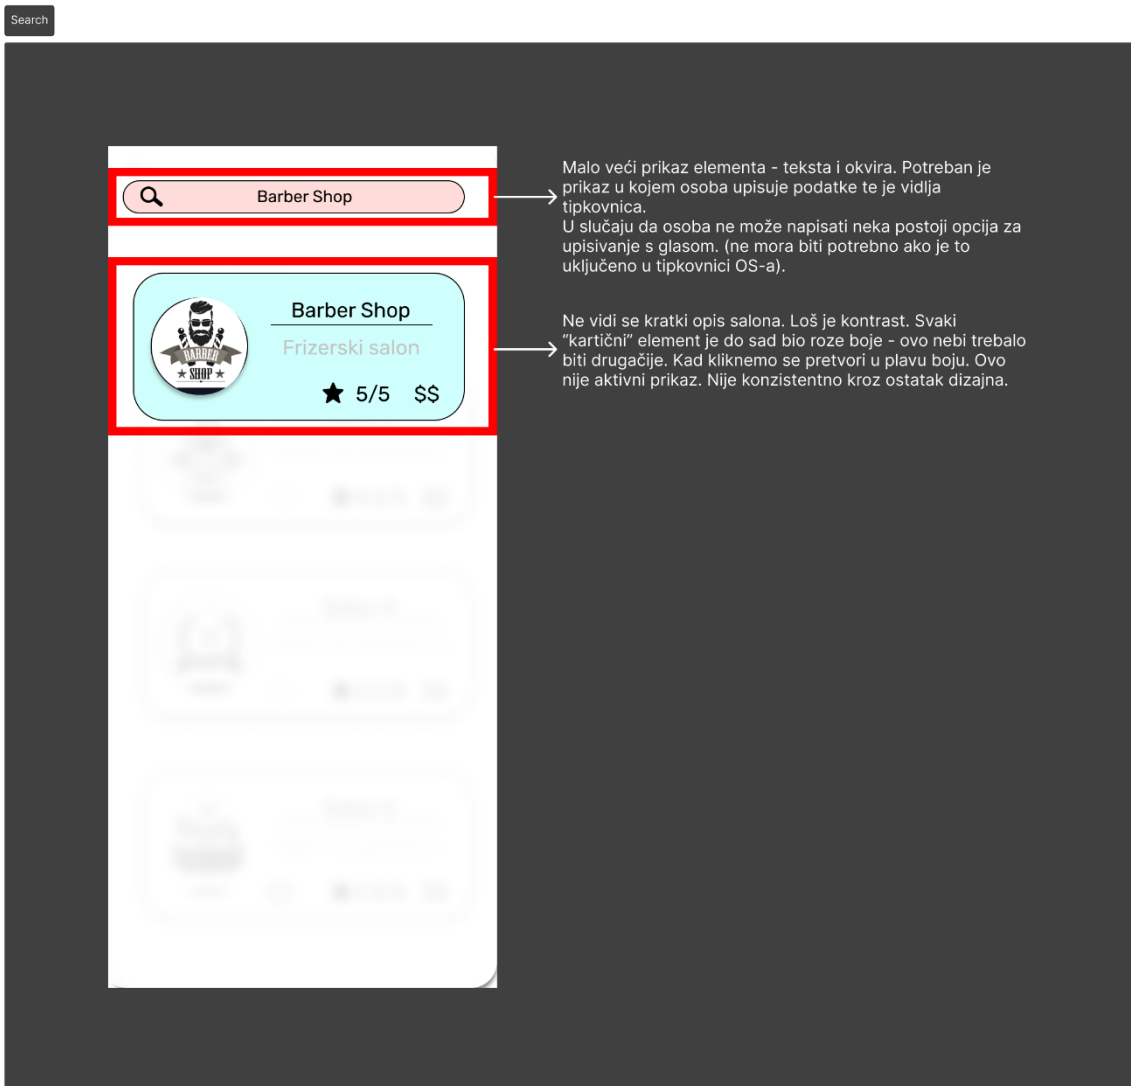 Search
Barber Shop
Malo veći prikaz elementa - teksta i okvira. Potreban je
prikaz u kojem osoba upisuje podatke te je vidlja
tipkovnica.
U slučaju da osoba ne može napisati neka postoji opcija za
upisivanje s glasom. (ne mora biti potrebno ako je to
uključeno u tipkovnici OS-a).
Barber Shop
Frizerski salon
BARBER
SHOP
5/5 $$
Ne vidi se kratki opis salona. Loš je kontrast. Svaki
“kartični” element je do sad bio roze boje - ovo nebi trebalo
biti drugačije. Kad kliknemo se pretvori u plavu boju. Ovo
nije aktivni prikaz. Nije konzistentno kroz ostatak dizajna.